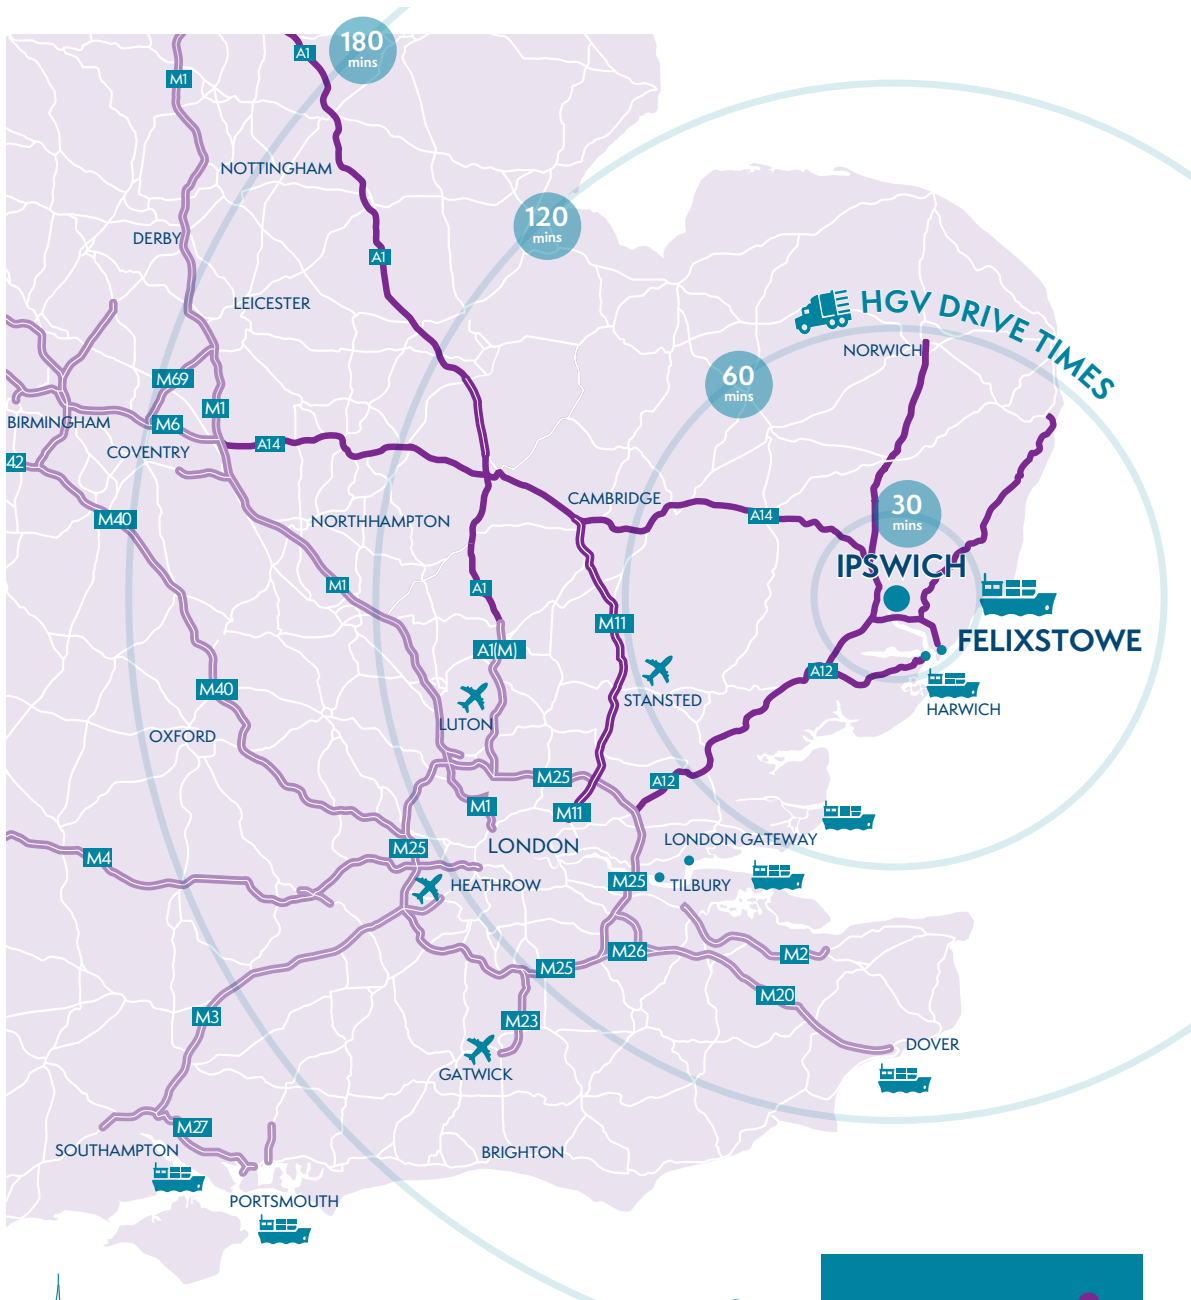 180
mins
A1
M1
NOTTINGHAM
120
mins
DERBY
A1
LEICESTER
HGV DRIVE TIMES
NORWICH
60
mins
M69
M1
BIRMINGHAM
M6
COVENTRY
A14
42
CAMBRIDGE
30
mins
M40
NORTHHAMPTON
A14
IPSWICH
M1
A1
M11
FELIXSTOWE
A1(M)
A12
STANSTED
M40
HARWICH
LUTON
OXFORD
M25
A12
M1
M11
LONDON GATEWAY
LONDON
M25
M4
HEATHROW
M25
TILBURY
M26
M2
M25
M20
M3
M23
DOVER
GATWICK
M27
SOUTHAMPTON
BRIGHTON
PORTSMOUTH